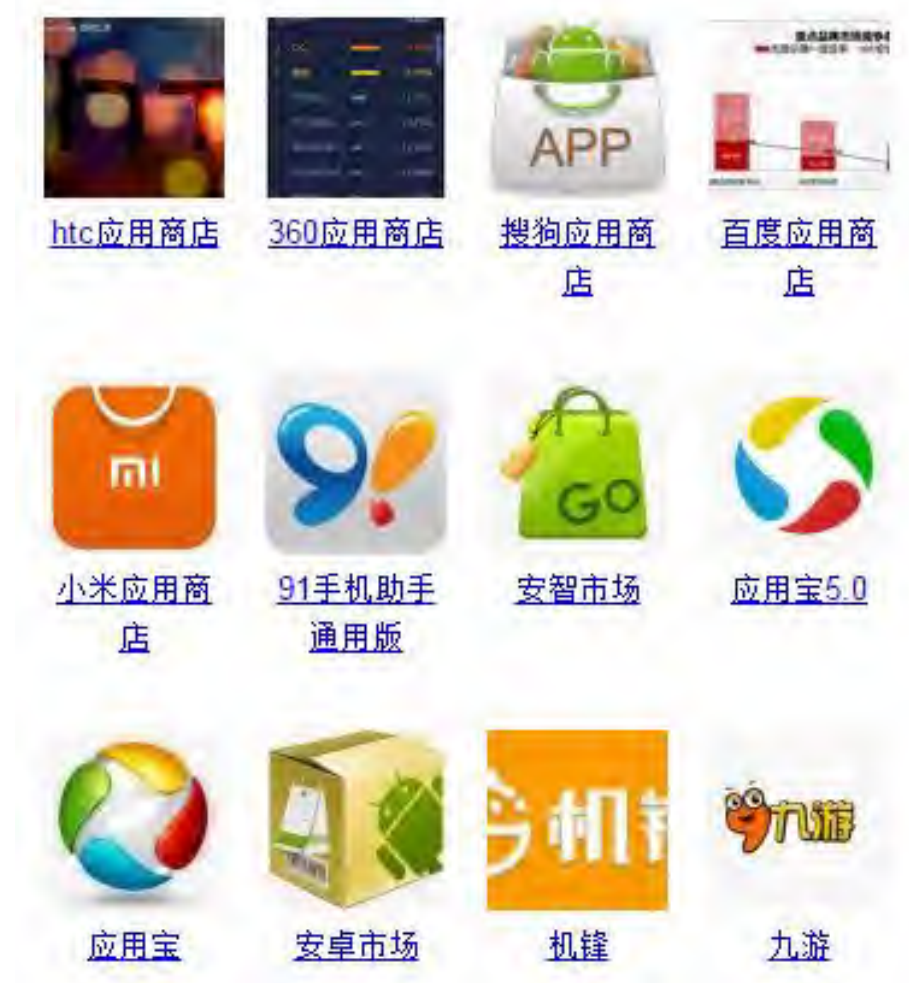 APP
htc应用商店
360应用商店
搜狗应用商
店
百度应用商
店
mi
91
GO
小米应用商
店
91手机助手
通用版
安智市场
应用宝5.0
机锋
九游
应用宝
安卓市场
机锋
九游